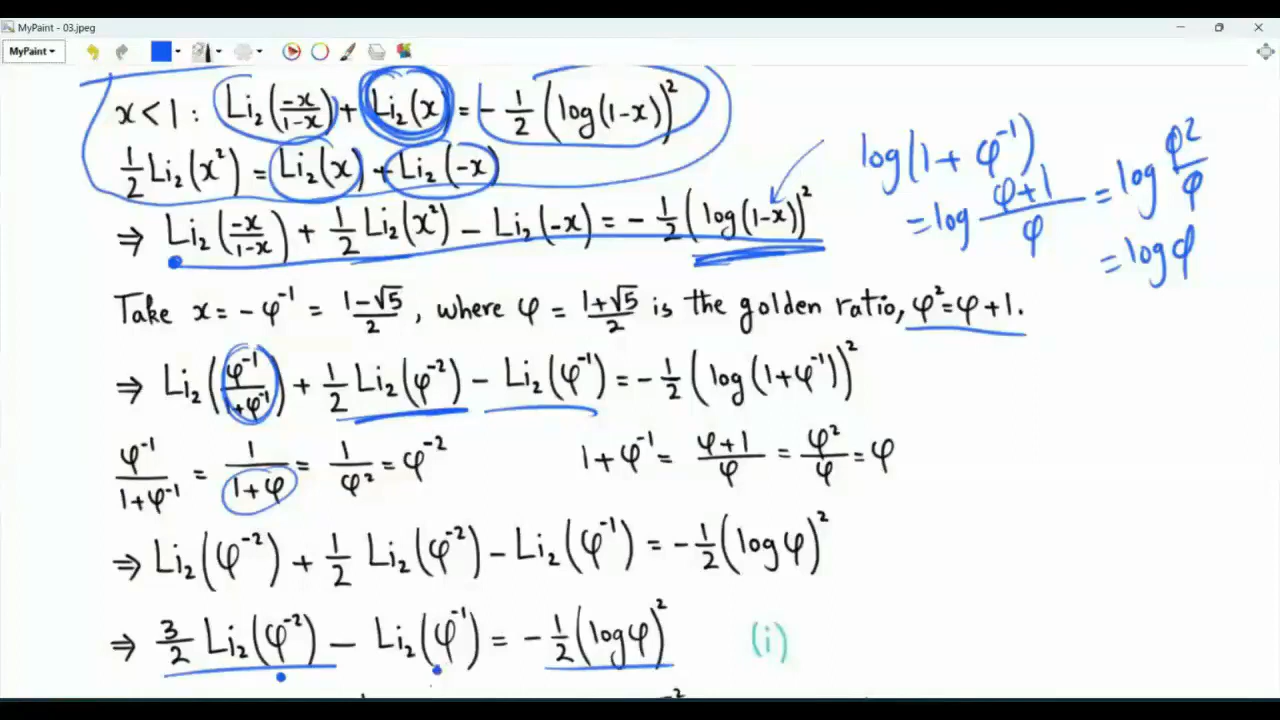 MyPaint - 03.jpeg
MyPaint
x < 1 : Li₂(-x/(1-x)) + Li₂(x) = - 1/2 (log(1-x))²
1/2 Li₂(x²) = Li₂(x) + Li₂(-x)
⇒ Li₂(-x/(1-x)) + 1/2 Li₂(x²) - Li₂(-x) = - 1/2 (log(1-x))²
log(1 + φ⁻¹)
= log (φ+1)/φ = log φ²/φ
= log φ
Take x = - φ⁻¹ = (1-√5)/2 , where φ = (1+√5)/2 is the golden ratio, φ² = φ + 1.
⇒ Li₂(φ⁻¹/(1+φ⁻¹)) + 1/2 Li₂(φ⁻²) - Li₂(φ⁻¹) = - 1/2 (log(1+φ⁻¹))²
φ⁻¹/(1+φ⁻¹) = 1/(1+φ) = 1/φ² = φ⁻² 1+φ⁻¹ = (φ+1)/φ = φ²/φ = φ
⇒ Li₂(φ⁻²) + 1/2 Li₂(φ⁻²) - Li₂(φ⁻¹) = - 1/2 (log φ)²
⇒ 3/2 Li₂(φ⁻²) - Li₂(φ⁻¹) = - 1/2 (log φ)² (i)